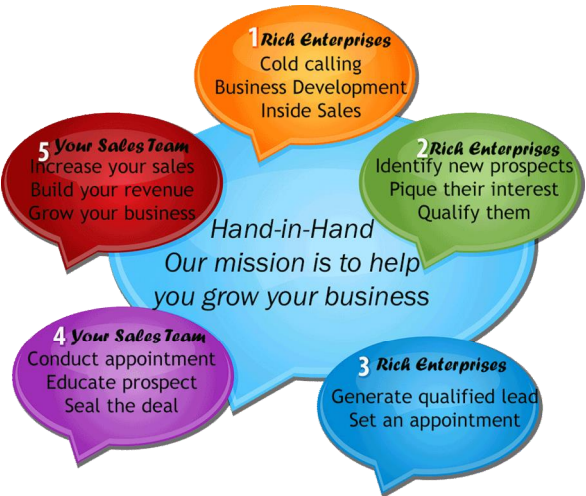 1 Rich Enterprises
Cold calling
Business Development
Inside Sales
2 Rich Enterprises
Identify new prospects
Pique their interest
Qualify them
3 Rich Enterprises
Generate qualified lead
Set an appointment
4 Your Sales Team
Conduct appointment
Educate prospect
Seal the deal
5 Your Sales Team
Increase your sales
Build your revenue
Grow your business
Hand-in-Hand
Our mission is to help
you grow your business